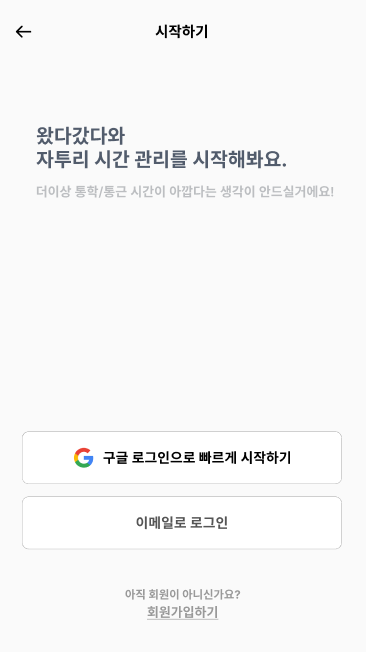 시작하기
왔다갔다와
자투리 시간 관리를 시작해봐요.
더이상 통학/통근 시간이 아깝다는 생각이 안드실거에요!
구글 로그인으로 빠르게 시작하기
이메일로 로그인
아직 회원이 아니신가요?
회원가입하기